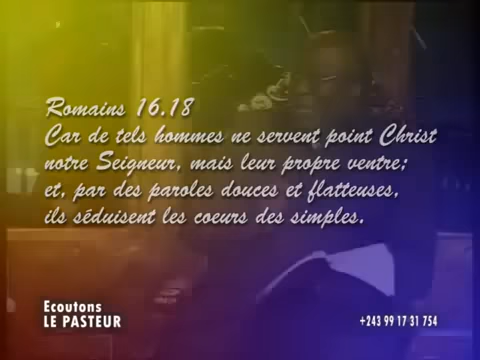 Romains 16.18
Car de tels hommes ne servent point Christ
notre Seigneur, mais leur propre ventre;
et, par des paroles douces et flatteuses,
ils séduisent les coeurs des simples.
Ecoutons
LE PASTEUR
+243 99 17 31 754